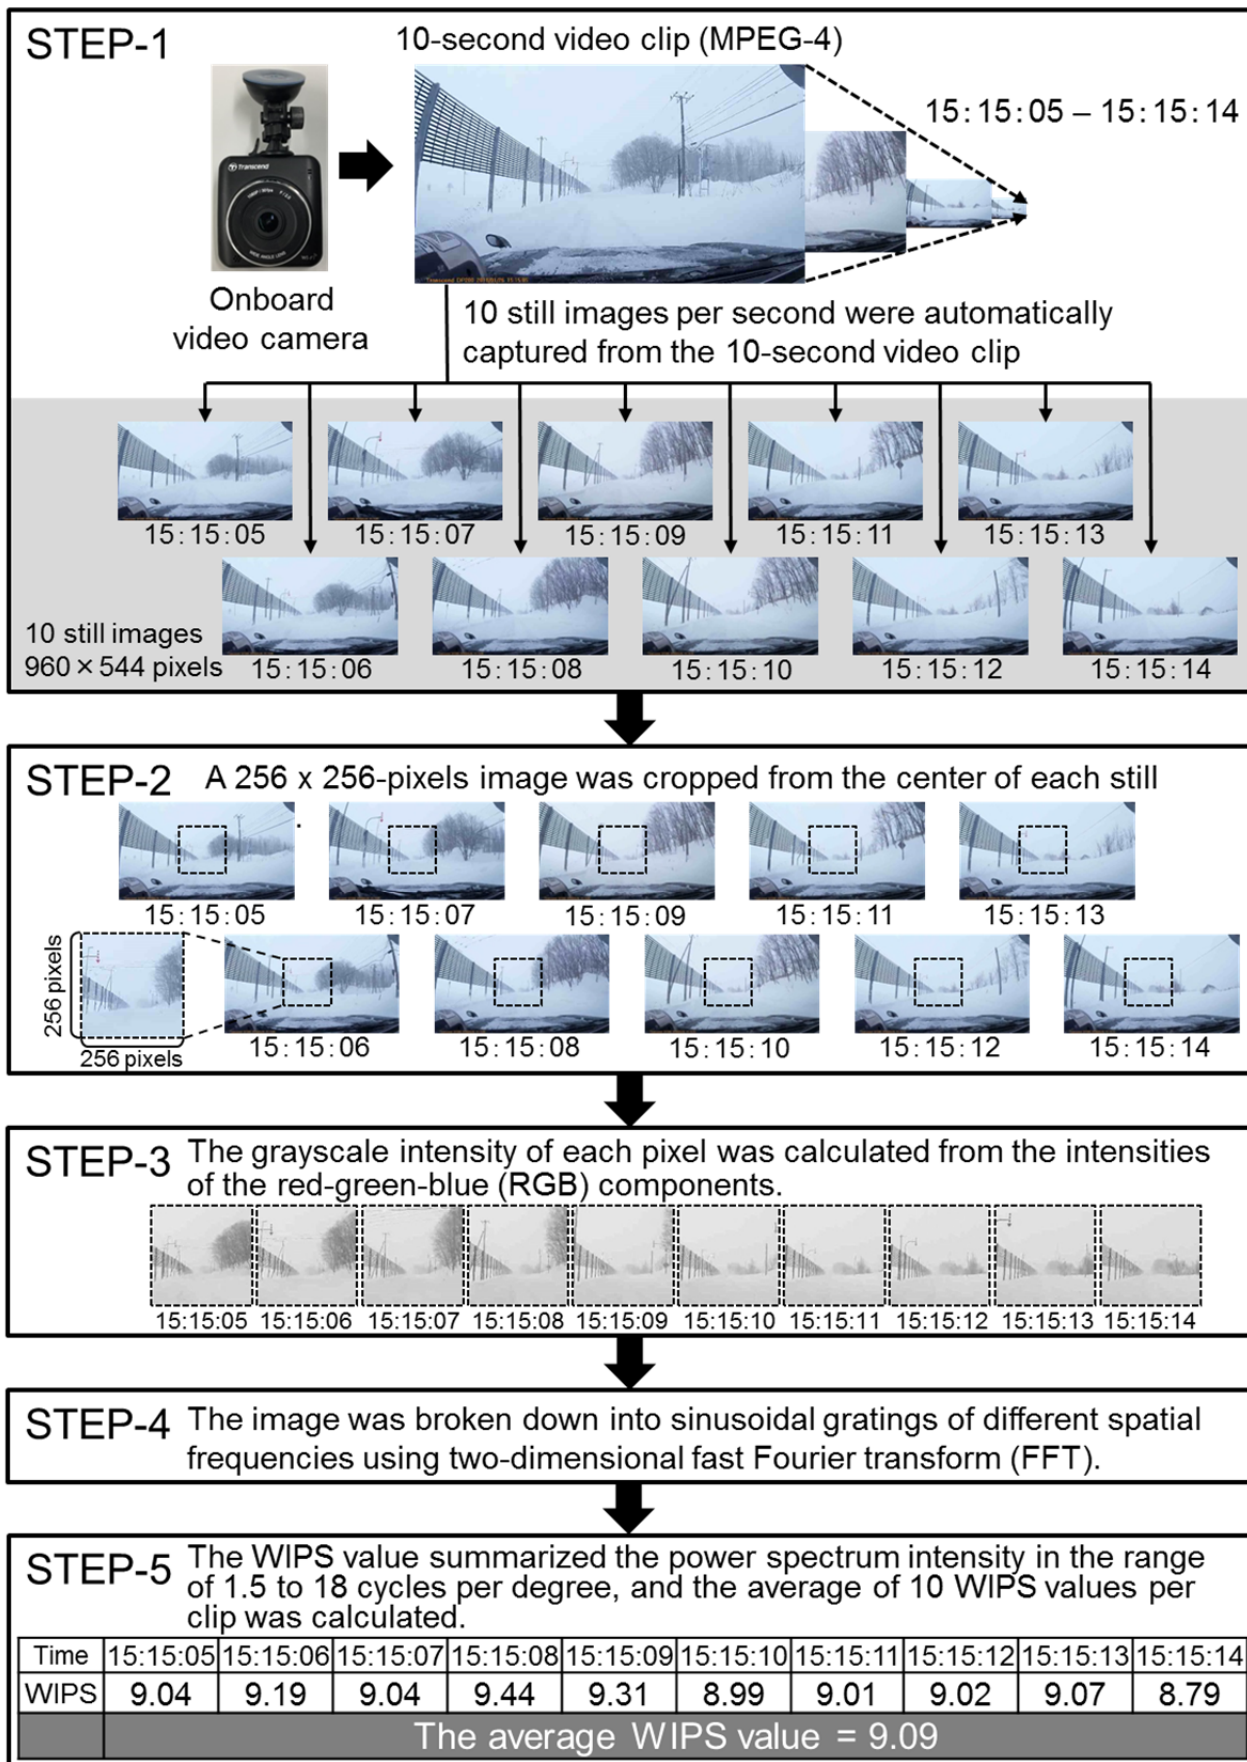 STEP-1
10-second video clip (MPEG-4)
15:15:05 – 15:15:14
Transcend
Onboard
video camera
10 still images per second were automatically
captured from the 10-second video clip
15:15:05
15:15:07
15:15:09
15:15:11
15:15:13
10 still images
960 × 544 pixels
15:15:06
15:15:08
15:15:10
15:15:12
15:15:14
STEP-2
A 256 x 256-pixels image was cropped from the center of each still
.
15:15:05
15:15:07
15:15:09
15:15:11
15:15:13
256 pixels
256 pixels
15:15:06
15:15:08
15:15:10
15:15:12
15:15:14
STEP-3
The grayscale intensity of each pixel was calculated from the intensities
of the red-green-blue (RGB) components.
15:15:05 15:15:06 15:15:07 15:15:08 15:15:09 15:15:10 15:15:11 15:15:12 15:15:13 15:15:14
STEP-4
The image was broken down into sinusoidal gratings of different spatial
frequencies using two-dimensional fast Fourier transform (FFT).
STEP-5
The WIPS value summarized the power spectrum intensity in the range
of 1.5 to 18 cycles per degree, and the average of 10 WIPS values per
clip was calculated.
Time 15:15:05 15:15:06 15:15:07 15:15:08 15:15:09 15:15:10 15:15:11 15:15:12 15:15:13 15:15:14
WIPS 9.04 9.19 9.04 9.44 9.31 8.99 9.01 9.02 9.07 8.79
The average WIPS value = 9.09